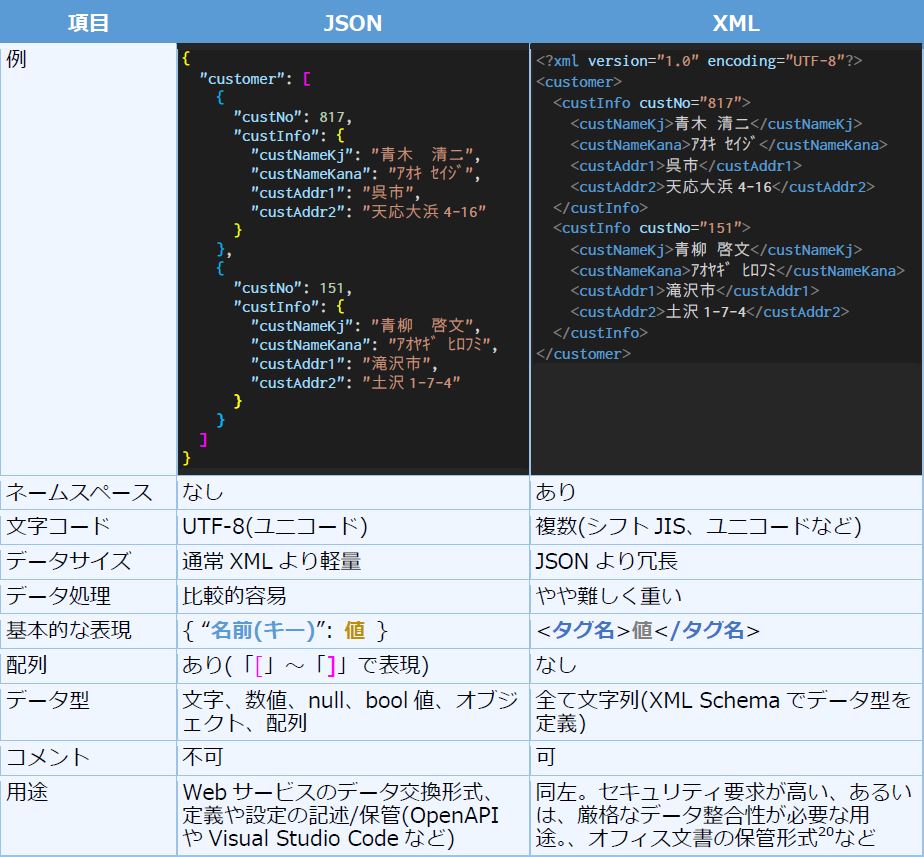 項目 JSON XML
例
{
"customer": [
{
"custNo": 817,
"custInfo": {
"custNameKj": "青木　清二",
"custNameKana": "ｱｵｷ ｾｲｼﾞ",
"custAddr1": "呉市",
"custAddr2": "天応大浜 4-16"
}
},
{
"custNo": 151,
"custInfo": {
"custNameKj": "青柳　啓文",
"custNameKana": "ｱｵﾔｷﾞ ﾋﾛﾌﾐ",
"custAddr1": "滝沢市",
"custAddr2": "土沢 1-7-4"
}
}
]
}
<?xml version="1.0" encoding="UTF-8"?>
<customer>
<custInfo custNo="817">
<custNameKj>青木 清二</custNameKj>
<custNameKana>ｱｵｷ ｾｲｼﾞ</custNameKana>
<custAddr1>呉市</custAddr1>
<custAddr2>天応大浜 4-16</custAddr2>
</custInfo>
<custInfo custNo="151">
<custNameKj>青柳 啓文</custNameKj>
<custNameKana>ｱｵﾔｷﾞ ﾋﾛﾌﾐ</custNameKana>
<custAddr1>滝沢市</custAddr1>
<custAddr2>土沢 1-7-4</custAddr2>
</custInfo>
</customer>
ネームスペース なし あり
文字コード UTF-8(ユニコード) 複数(シフト JIS、ユニコードなど)
データサイズ 通常 XML より軽量 JSON より冗長
データ処理 比較的容易 やや難しく重い
基本的な表現 { “名前(キー)”: 値 } <タグ名>値</タグ名>
配列 あり(「[」～「]」で表現) なし
データ型
文字、数値、null、bool 値、オブジ
ェクト、配列
全て文字列(XML Schema でデータ型を
定義)
コメント 不可 可
用途
Web サービスのデータ交換形式、
定義や設定の記述/保管(OpenAPI
や Visual Studio Code など)
同左。セキュリティ要求が高い、あるい
は、厳格なデータ整合性が必要な用
途。、オフィス文書の保管形式20など